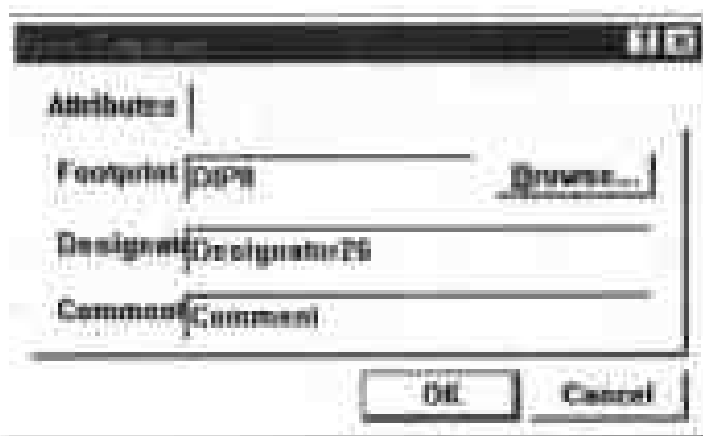 Attributes
Footprint DIP8 Browse...
Designat Designator26
Comment Comment
OK Cancel